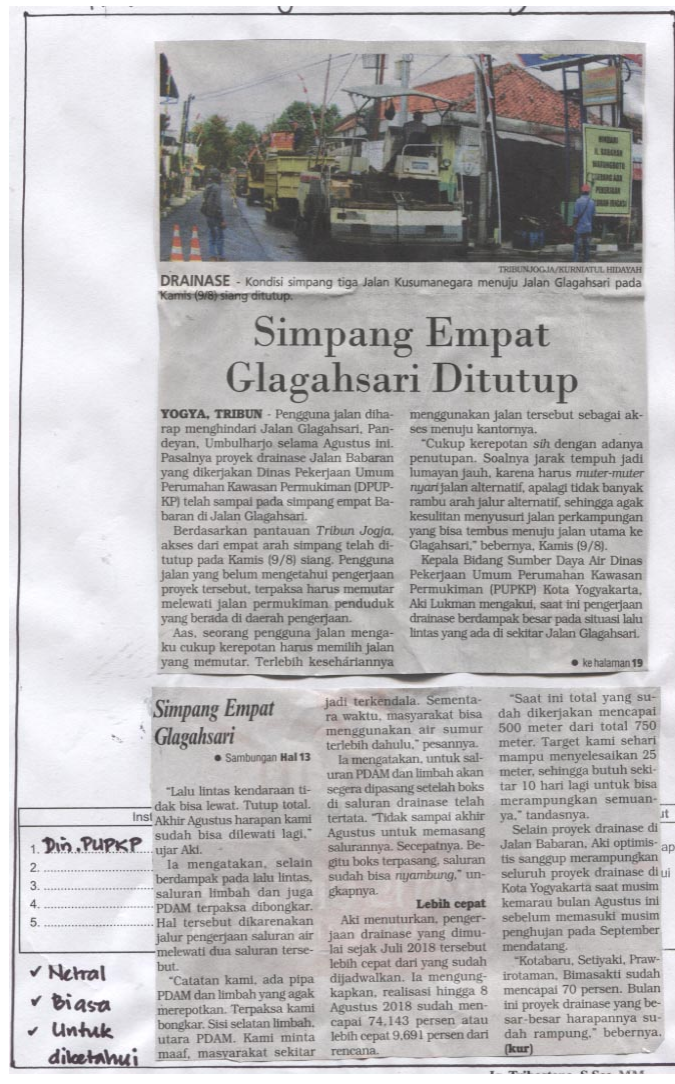 HINDARI
JL BABARAN
TRIBUNJOGJA/KURNIATUL HIDAYAH
DRAINASE - Kondisi simpang tiga Jalan Kusumanegara menuju Jalan Glagahsari pada
Kamis (9/8) siang ditutup.
Simpang Empat
Glagahsari Ditutup
YOGYA, TRIBUN - Pengguna jalan diha-
rap menghindari Jalan Glagahsari, Pan-
deyan, Umbulharjo selama Agustus ini.
Pasalnya proyek drainase Jalan Babaran
yang dikerjakan Dinas Pekerjaan Umum
Perumahan Kawasan Permukiman (DPUP-
KP) telah sampai pada simpang empat Ba-
baran di Jalan Glagahsari.
Berdasarkan pantauan Tribun Jogja,
akses dari empat arah simpang telah di-
tutup pada Kamis (9/8) siang. Pengguna
jalan yang belum mengetahui pengerjaan
proyek tersebut, terpaksa harus memutar
melewati jalan permukiman penduduk
yang berada di daerah pengerjaan.
Aas, seorang pengguna jalan menga-
ku cukup kerepotan harus memilih jalan
yang memutar. Terlebih kesehariannya
menggunakan jalan tersebut sebagai ak-
ses menuju kantornya.
"Cukup kerepotan sih dengan adanya
penutupan. Soalnya jarak tempuh jadi
lumayan jauh, karena harus muter-muter
nyari jalan alternatif, apalagi tidak banyak
rambu arah jalur alternatif, sehingga agak
kesulitan menyusuri jalan perkampungan
yang bisa tembus menuju jalan utama ke
Glagahsari," bebernya, Kamis (9/8).
Kepala Bidang Sumber Daya Air Dinas
Pekerjaan Umum Perumahan Kawasan
Permukiman (PUPKP) Kota Yogyakarta,
Aki Lukman mengakui, saat ini pengerjaan
drainase berdampak besar pada situasi lalu
lintas yang ada di sekitar Jalan Glagahsari.
● ke halaman 19
Simpang Empat
Glagahsari
● Sambungan Hal 13
"Lalu lintas kendaraan ti-
dak bisa lewat. Tutup total.
Akhir Agustus harapan kami
sudah bisa dilewati lagi,"
ujar Aki.
Ia mengatakan, selain
berdampak pada lalu lintas,
saluran limbah dan juga
PDAM terpaksa dibongkar.
Hal tersebut dikarenakan
jalur pengerjaan saluran air
melewati dua saluran terse-
but.
"Catatan kami, ada pipa
PDAM dan limbah yang agak
merepotkan. Terpaksa kami
bongkar. Sisi selatan limbah,
utara PDAM. Kami minta
maaf, masyarakat sekitar
jadi terkendala. Sementa-
ra waktu, masyarakat bisa
menggunakan air sumur
terlebih dahulu," pesannya.
Ia mengatakan, untuk sal-
uran PDAM dan limbah akan
segera dipasang setelah boks
di saluran drainase telah
tertata. "Tidak sampai akhir
Agustus untuk memasang
salurannya. Secepatnya. Be-
gitu boks terpasang, saluran
sudah bisa nyambung," un-
gkapnya.
Lebih cepat
Aki menuturkan, penger-
jaan drainase yang dimu-
lai sejak Juli 2018 tersebut
lebih cepat dari yang sudah
dijadwalkan. Ia mengung-
kapkan, realisasi hingga 8
Agustus 2018 sudah men-
capai 74,143 persen atau
lebih cepat 9,691 persen dari
rencana.
"Saat ini total yang su-
dah dikerjakan mencapai
500 meter dari total 750
meter. Target kami sehari
mampu menyelesaikan 25
meter, sehingga butuh seki-
tar 10 hari lagi untuk bisa
merampungkan semuan-
ya," tandasnya.
Selain proyek drainase di
Jalan Babaran, Aki optimis-
tis sanggup merampungkan
seluruh proyek drainase di
Kota Yogyakarta saat musim
kemarau bulan Agustus ini
sebelum memasuki musim
penghujan pada September
mendatang.
"Kotabaru, Setiyaki, Praw-
irotaman, Bimasakti sudah
mencapai 70 persen. Bulan
ini proyek drainase yang be-
sar-besar harapannya su-
dah rampung," bebernya.
(kur)
Inst
1. Din. PUPKP
2.
3.
4.
5.
✓ Netral
✓ Biasa
✓ Untuk
diketahui